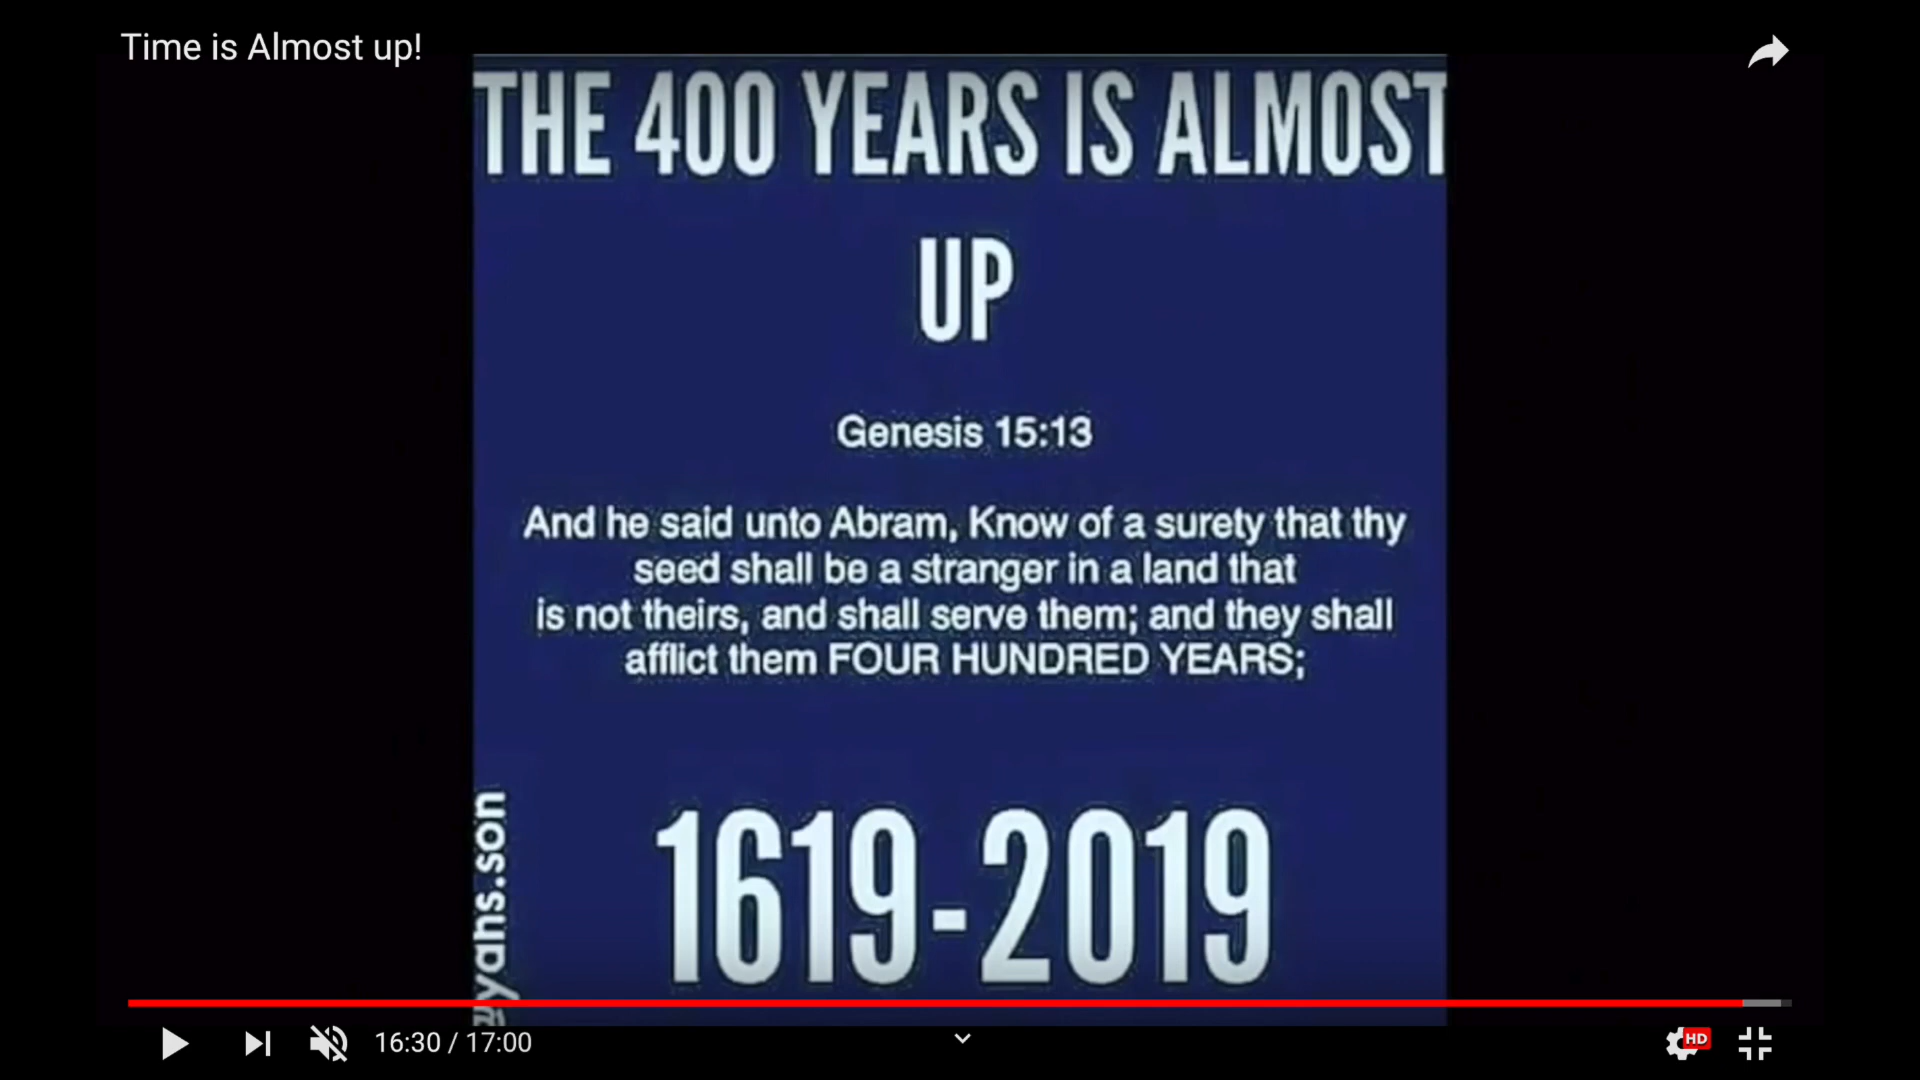 Time is Almost up!
THE 400 YEARS IS ALMOST
UP
Genesis 15:13
And he said unto Abram, Know of a surety that thy
seed shall be a stranger in a land that
is not theirs, and shall serve them; and they shall
afflict them FOUR HUNDRED YEARS;
1619-2019
@yahs.son
16:30 / 17:00
HD